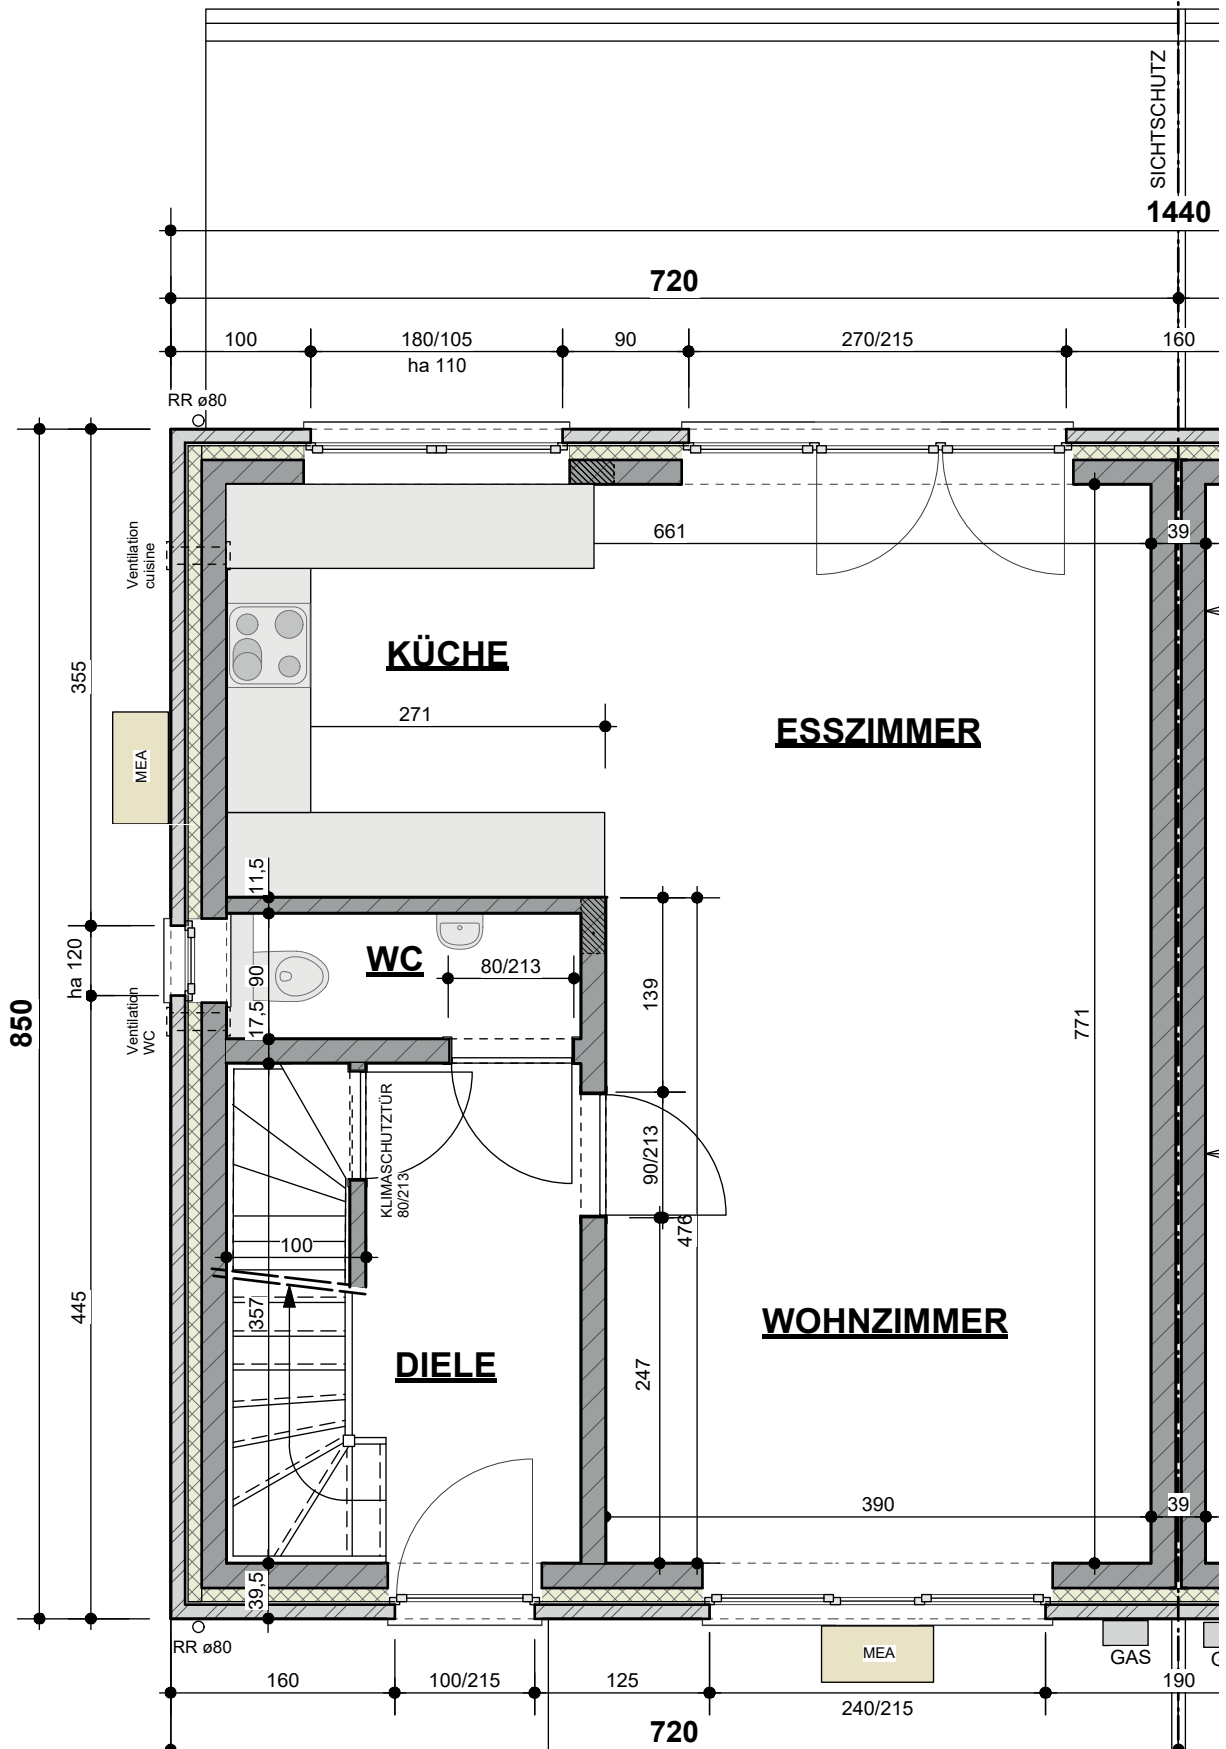 SICHTSCHUTZ
1440
720
100
180/105
90
270/215
160
ha 110
RR ø80
661
39
Ventilation
cuisine
KÜCHE
355
271
ESSZIMMER
MEA
11,5
WC
80/213
90
ha 120
139
850
Ventilation
WC
17,5
771
KLIMASCHUTZTÜR
80/213
90/213
476
100
445
357
WOHNZIMMER
DIELE
247
390
39
39,5
RR ø80
MEA
GAS
G
160
100/215
125
240/215
190
720